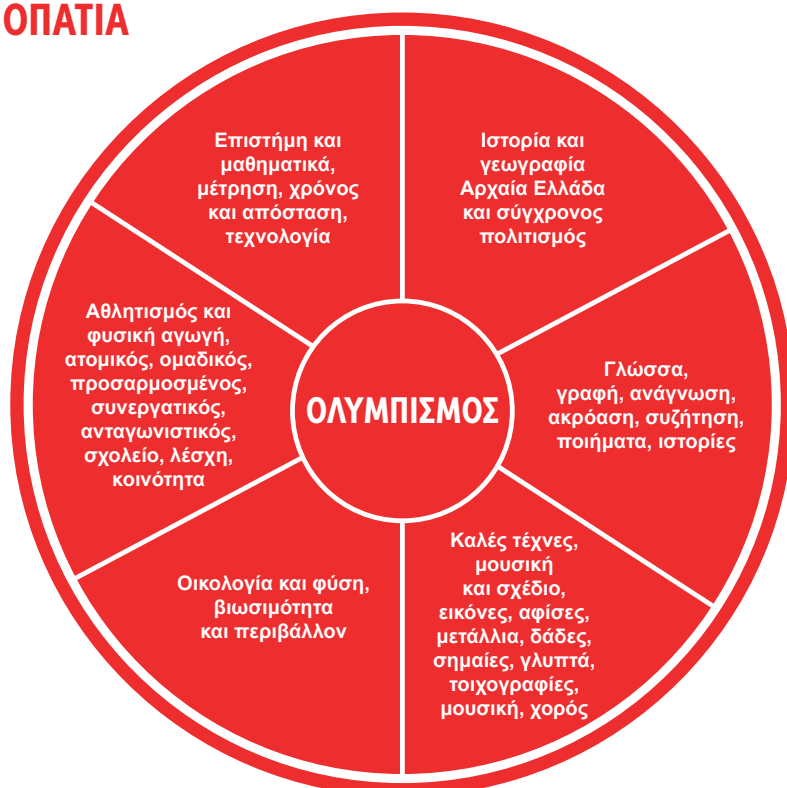 ΟΠΑΤΙΑ
Επιστήμη και
μαθηματικά,
μέτρηση, χρόνος
και απόσταση,
τεχνολογία
Ιστορία και
γεωγραφία
Αρχαία Ελλάδα
και σύγχρονος
πολιτισμός
Αθλητισμός και
φυσική αγωγή,
ατομικός, ομαδικός,
προσαρμοσμένος,
συνεργατικός,
ανταγωνιστικός,
σχολείο, λέσχη,
κοινότητα
ΟΛΥΜΠΙΣΜΟΣ
Γλώσσα,
γραφή, ανάγνωση,
ακρόαση, συζήτηση,
ποιήματα, ιστορίες
Οικολογία και φύση,
βιωσιμότητα
και περιβάλλον
Καλές τέχνες,
μουσική
και σχέδιο,
εικόνες, αφίσες,
μετάλλια, δάδες,
σημαίες, γλυπτά,
τοιχογραφίες,
μουσική, χορός